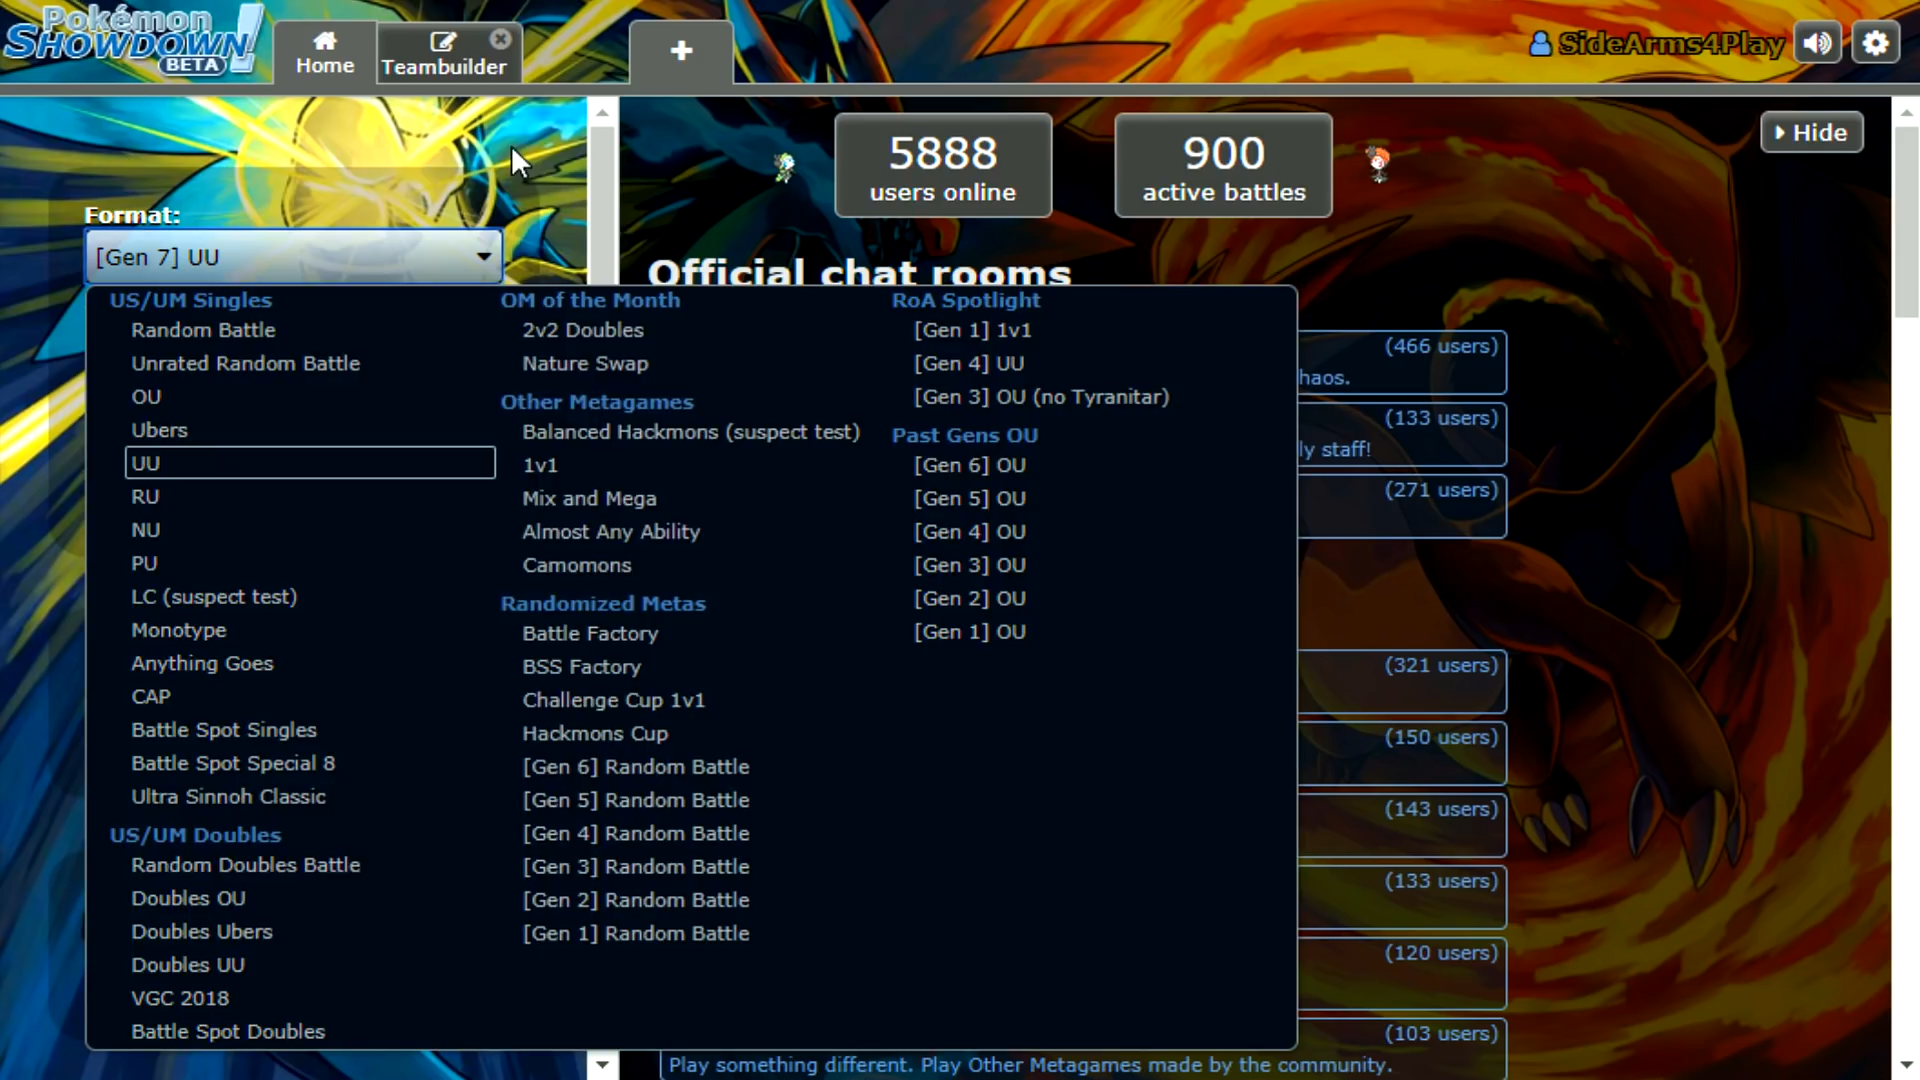 Pokémon
SHOWDOWN!
BETA
Home
Teambuilder
SideArms4Play
Hide
5888
users online
900
active battles
Format:
[Gen 7] UU
Official chat rooms
US/UM Singles
Random Battle
Unrated Random Battle
OU
Ubers
UU
RU
NU
PU
LC (suspect test)
Monotype
Anything Goes
CAP
Battle Spot Singles
Battle Spot Special 8
Ultra Sinnoh Classic
US/UM Doubles
Random Doubles Battle
Doubles OU
Doubles Ubers
Doubles UU
VGC 2018
Battle Spot Doubles
OM of the Month
2v2 Doubles
Nature Swap
Other Metagames
Balanced Hackmons (suspect test)
1v1
Mix and Mega
Almost Any Ability
Camomons
Randomized Metas
Battle Factory
BSS Factory
Challenge Cup 1v1
Hackmons Cup
[Gen 6] Random Battle
[Gen 5] Random Battle
[Gen 4] Random Battle
[Gen 3] Random Battle
[Gen 2] Random Battle
[Gen 1] Random Battle
RoA Spotlight
[Gen 1] 1v1
[Gen 4] UU
[Gen 3] OU (no Tyranitar)
Past Gens OU
[Gen 6] OU
[Gen 5] OU
[Gen 4] OU
[Gen 3] OU
[Gen 2] OU
[Gen 1] OU
(466 users)
haos.
(133 users)
ly staff!
(271 users)
(321 users)
(150 users)
(143 users)
(133 users)
(120 users)
(103 users)
Play something different. Play Other Metagames made by the community.